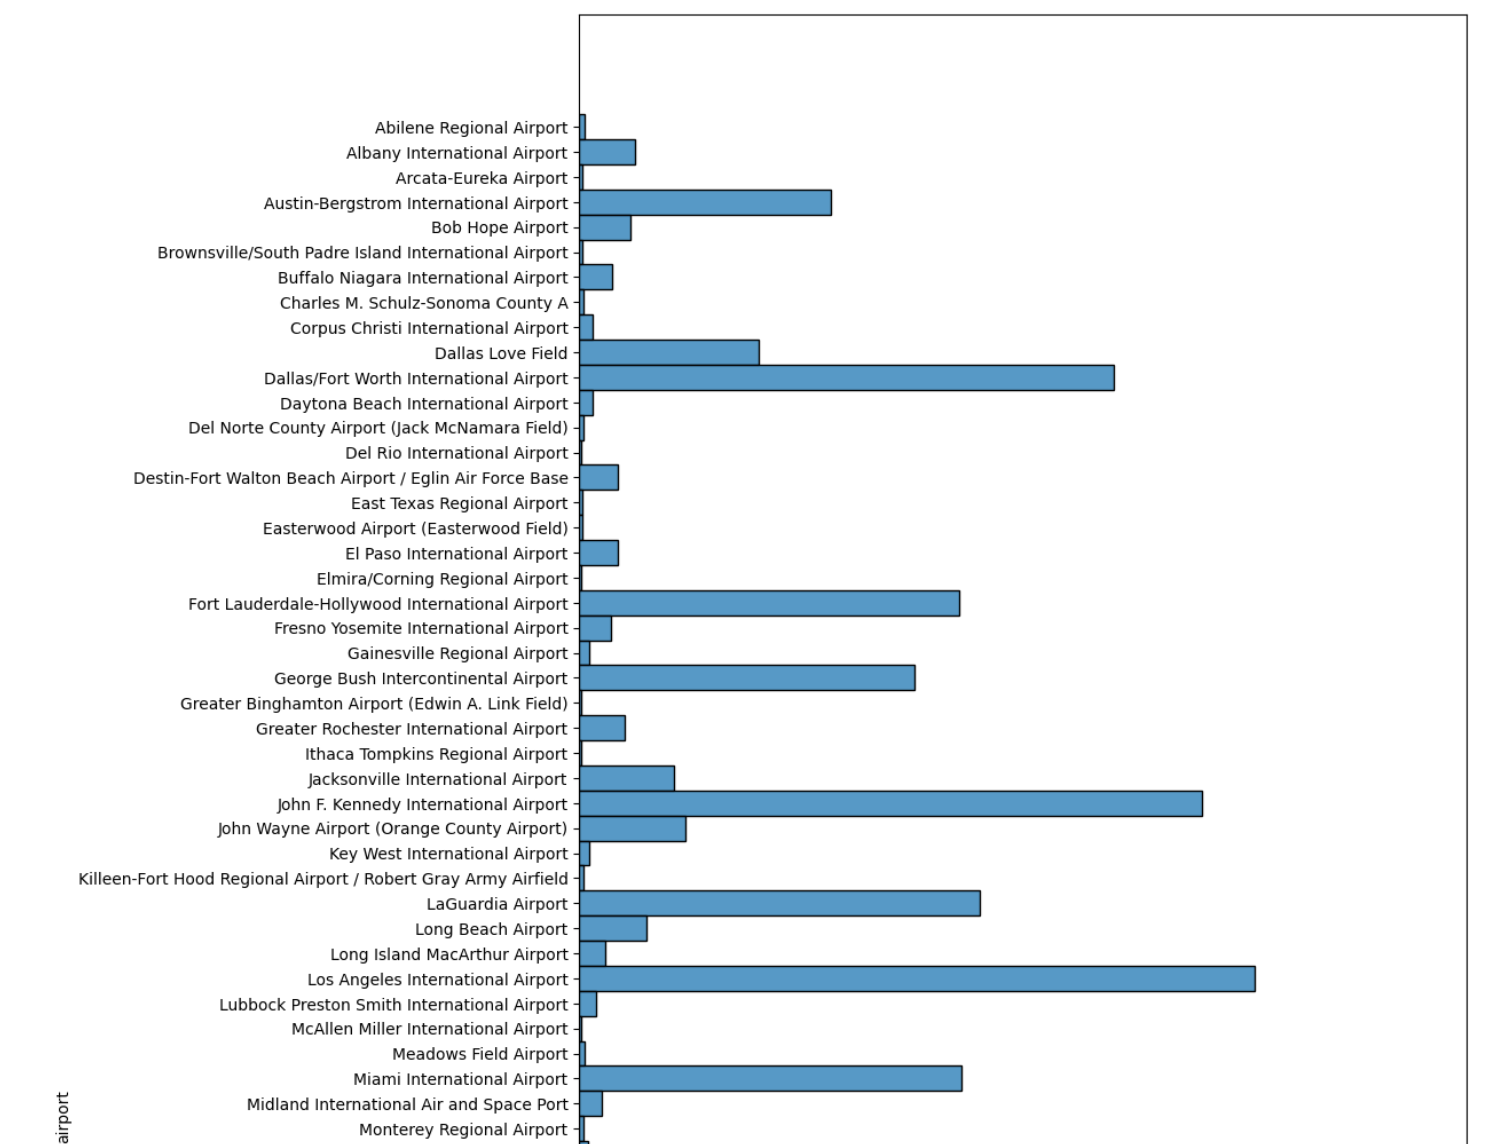 Abilene Regional Airport
Albany International Airport
Arcata-Eureka Airport
Austin-Bergstrom International Airport
Bob Hope Airport
Brownsville/South Padre Island International Airport
Buffalo Niagara International Airport
Charles M. Schulz-Sonoma County A
Corpus Christi International Airport
Dallas Love Field
Dallas/Fort Worth International Airport
Daytona Beach International Airport
Del Norte County Airport (Jack McNamara Field)
Del Rio International Airport
Destin-Fort Walton Beach Airport / Eglin Air Force Base
East Texas Regional Airport
Easterwood Airport (Easterwood Field)
El Paso International Airport
Elmira/Corning Regional Airport
Fort Lauderdale-Hollywood International Airport
Fresno Yosemite International Airport
Gainesville Regional Airport
George Bush Intercontinental Airport
Greater Binghamton Airport (Edwin A. Link Field)
Greater Rochester International Airport
Ithaca Tompkins Regional Airport
Jacksonville International Airport
John F. Kennedy International Airport
John Wayne Airport (Orange County Airport)
Key West International Airport
Killeen-Fort Hood Regional Airport / Robert Gray Army Airfield
LaGuardia Airport
Long Beach Airport
Long Island MacArthur Airport
Los Angeles International Airport
Lubbock Preston Smith International Airport
McAllen Miller International Airport
Meadows Field Airport
Miami International Airport
Midland International Air and Space Port
Monterey Regional Airport
airport